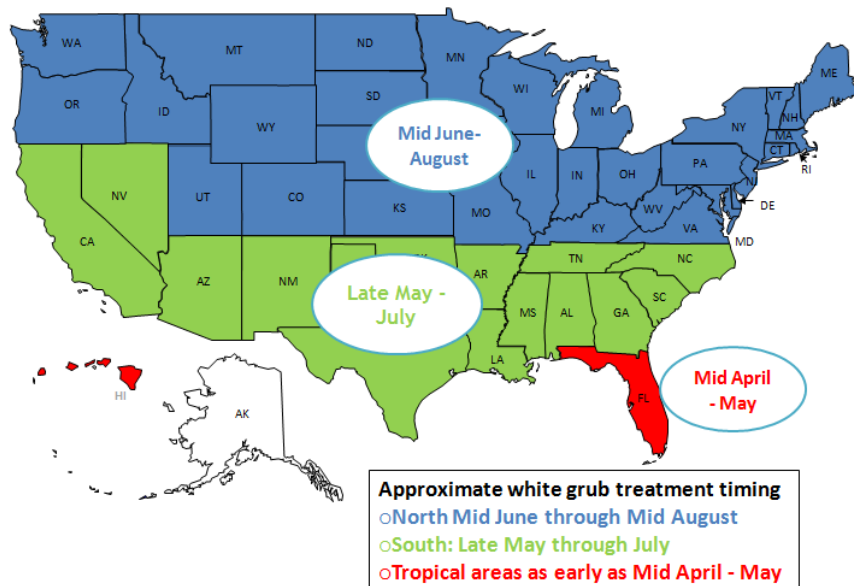 WA
MT
ND
MN
ME
OR
ID
SD
WI
MI
VT
NH
NY
MA
CT
RI
WY
Mid June-
August
PA
NJ
NV
UT
CO
KS
MO
IL
IN
OH
WV
VA
KY
DE
MD
CA
AZ
NM
AR
TN
NC
SC
MS
AL
GA
LA
Late May -
July
HI
AK
FL
Mid April
- May
Approximate white grub treatment timing
○North Mid June through Mid August
○South: Late May through July
○Tropical areas as early as Mid April - May